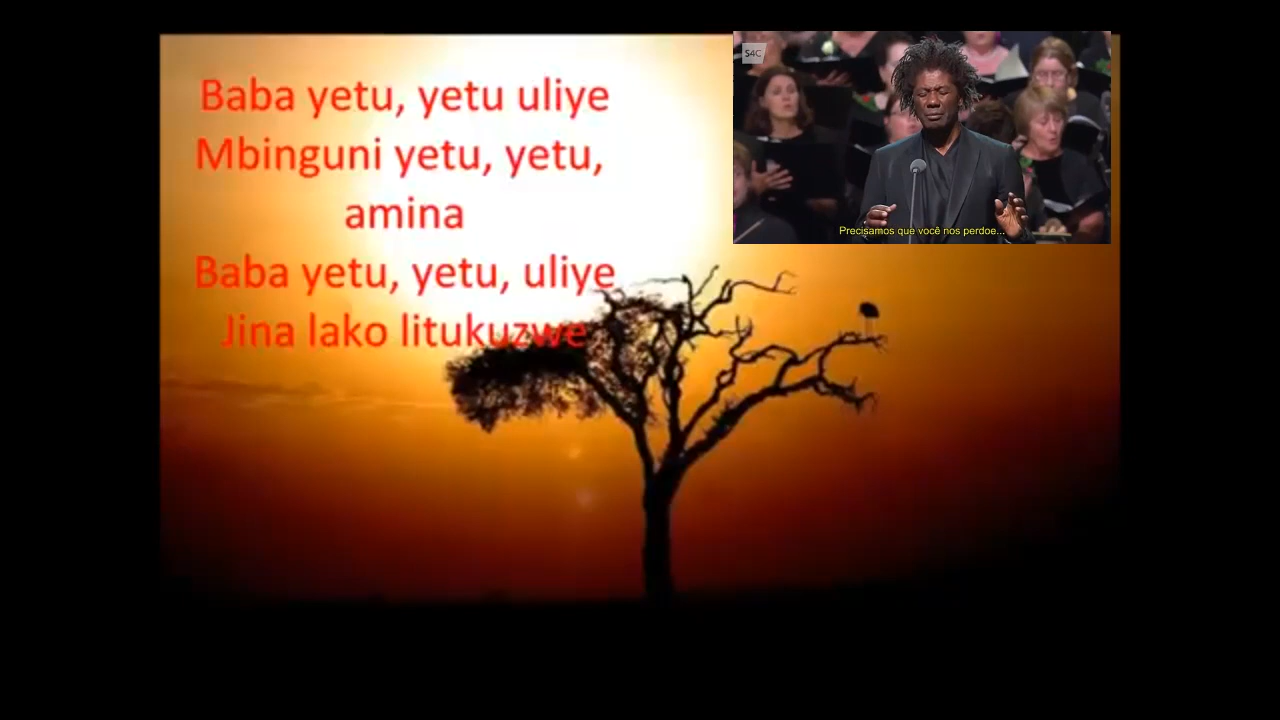 Baba yetu, yetu uliye
Mbinguni yetu, yetu,
amina
Baba yetu, yetu, uliye
Jina lako litukuzwe
S4C
Precisamos que você nos perdoe...